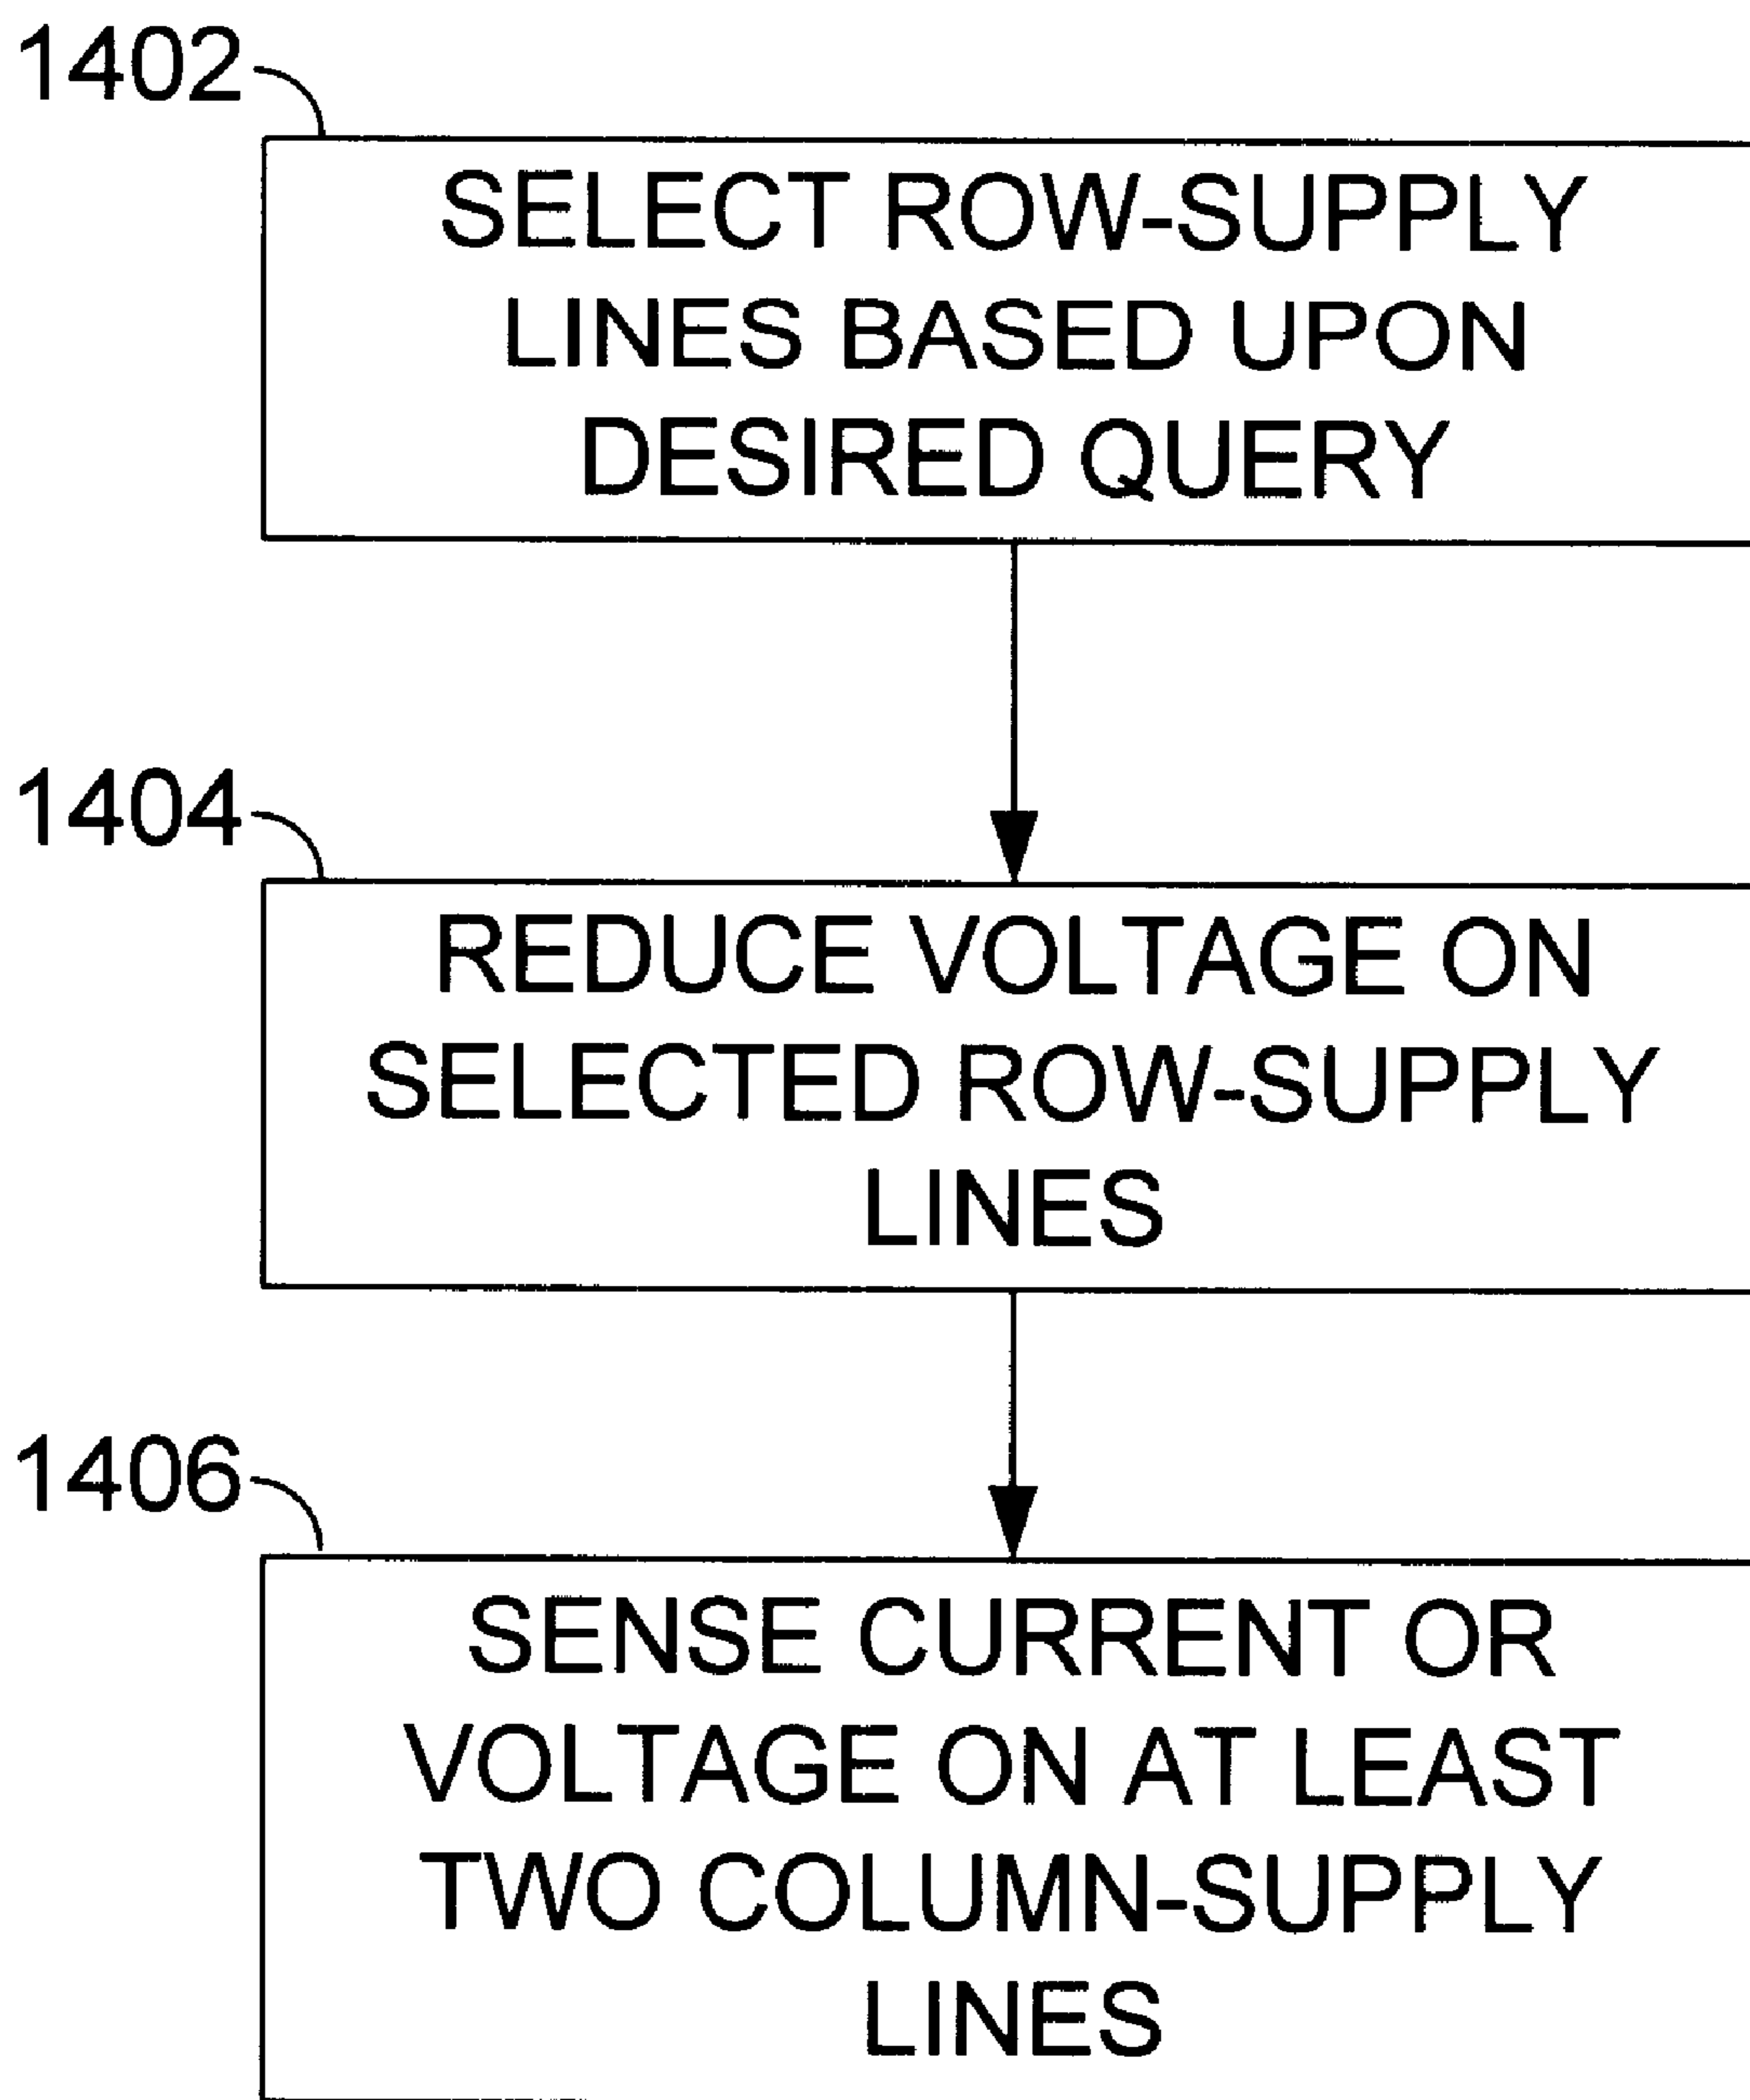 1402
SELECT ROW-SUPPLY
LINES BASED UPON
DESIRED QUERY
1404
REDUCE VOLTAGE ON
SELECTED ROW-SUPPLY
LINES
1406
SENSE CURRENT OR
VOLTAGE ON AT LEAST
TWO COLUMN-SUPPLY
LINES